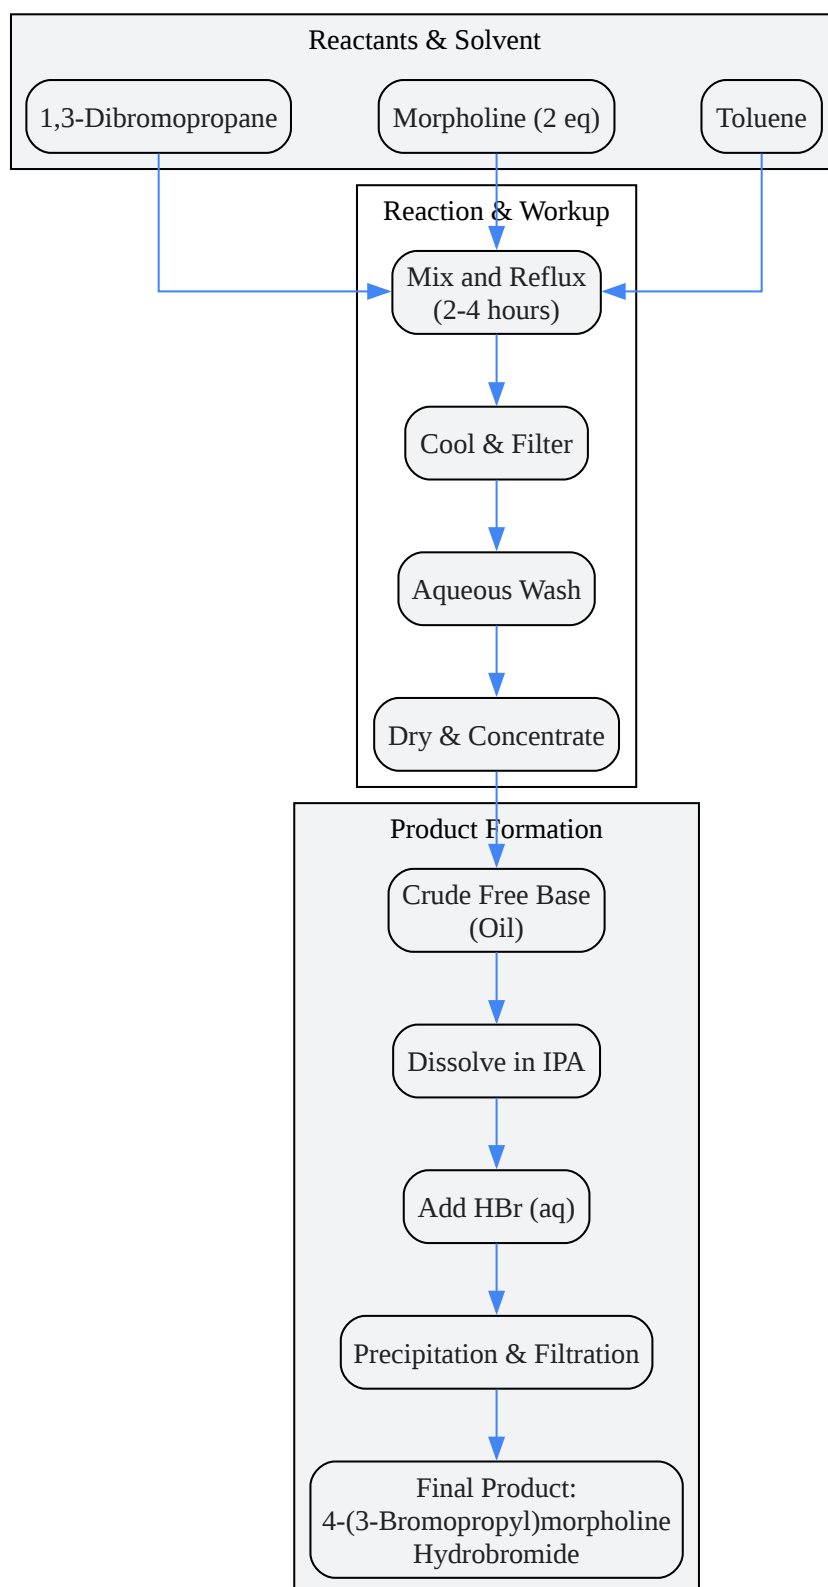 Reactants & Solvent
1,3-Dibromopropane
Morpholine (2 eq)
Toluene
Reaction & Workup
Mix and Reflux
(2-4 hours)
Cool & Filter
Aqueous Wash
Dry & Concentrate
Product Formation
Crude Free Base
(Oil)
Dissolve in IPA
Add HBr (aq)
Precipitation & Filtration
Final Product:
4-(3-Bromopropyl)morpholine
Hydrobromide